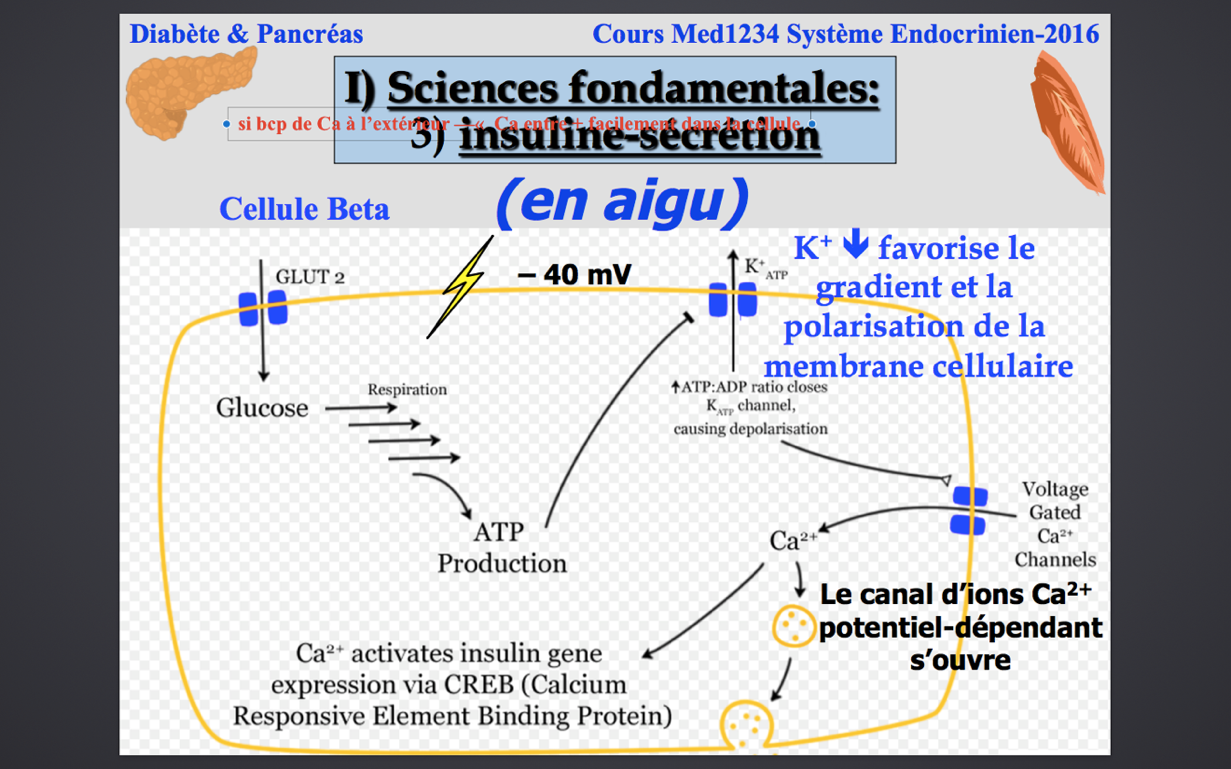 Diabète & Pancréas
Cours Med1234 Système Endocrinien-2016
I) Sciences fondamentales:
si bcp de Ca à l'extérieur —« Ca entre + facilement dans la cellule
3) insuline-sécrétion
Cellule Beta
(en aigu)
GLUT 2
– 40 mV
K⁺ ATP
K⁺ 🡻 favorise le
gradient et la
polarisation de la
membrane cellulaire
Glucose
Respiration
↑ATP:ADP ratio closes
K ATP channel,
causing depolarisation
ATP
Production
Voltage
Gated
Ca²⁺
Channels
Ca²⁺
Le canal d'ions Ca²⁺
potentiel-dépendant
s'ouvre
Ca²⁺ activates insulin gene
expression via CREB (Calcium
Responsive Element Binding Protein)